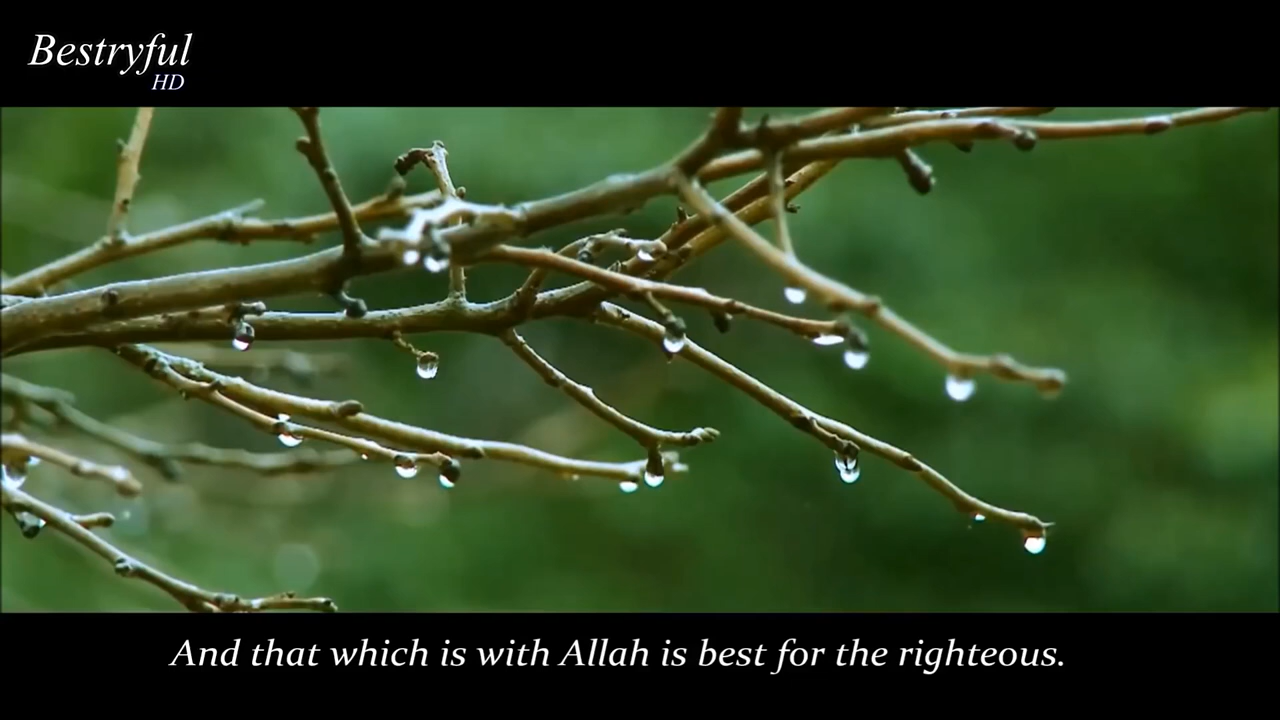 Bestryful
HD
And that which is with Allah is best for the righteous.